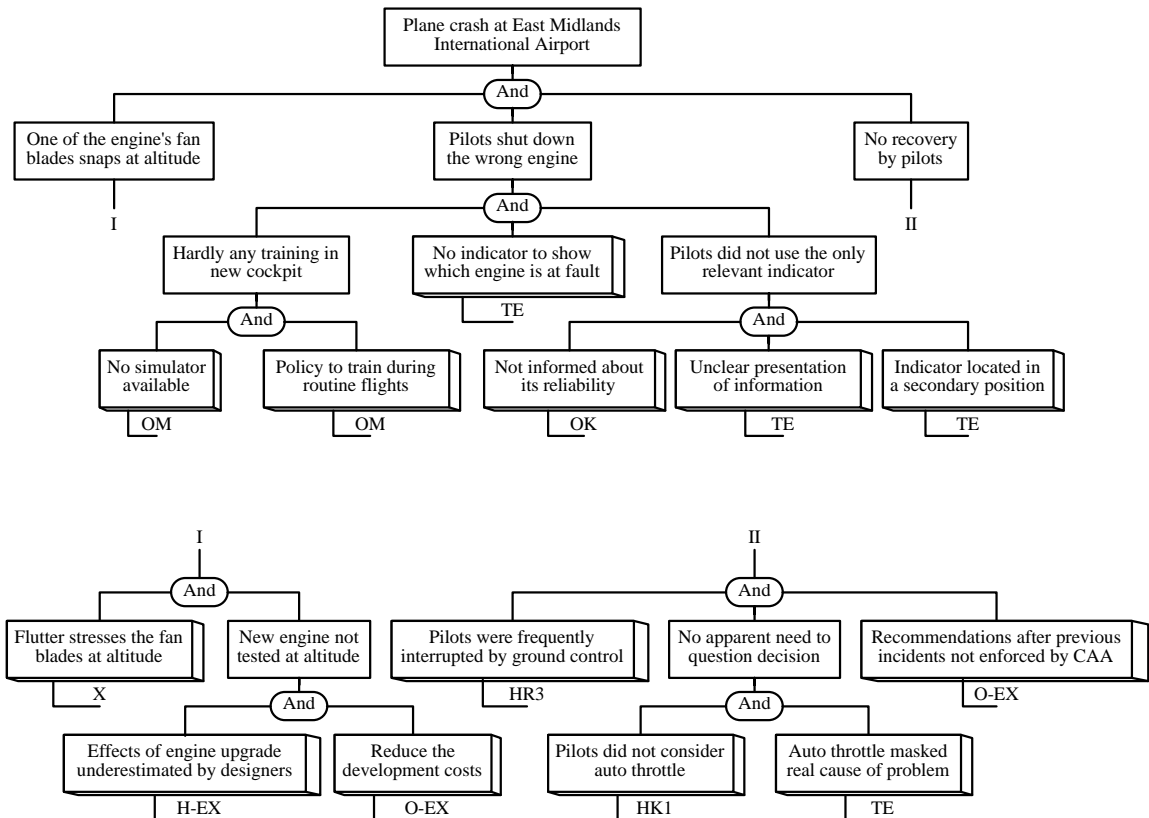 Plane crash at East Midlands
International Airport
And
One of the engine's fan
blades snaps at altitude
Pilots shut down
the wrong engine
No recovery
by pilots
I
And
II
Hardly any training in
new cockpit
No indicator to show
which engine is at fault
Pilots did not use the only
relevant indicator
TE
And
And
No simulator
available
Policy to train during
routine flights
Not informed about
its reliability
Unclear presentation
of information
Indicator located in
a secondary position
OM
OM
OK
TE
TE
I
II
And
And
Flutter stresses the fan
blades at altitude
New engine not
tested at altitude
Pilots were frequently
interrupted by ground control
No apparent need to
question decision
Recommendations after previous
incidents not enforced by CAA
X
And
HR3
And
O-EX
Effects of engine upgrade
underestimated by designers
Reduce the
development costs
Pilots did not consider
auto throttle
Auto throttle masked
real cause of problem
H-EX
O-EX
HK1
TE